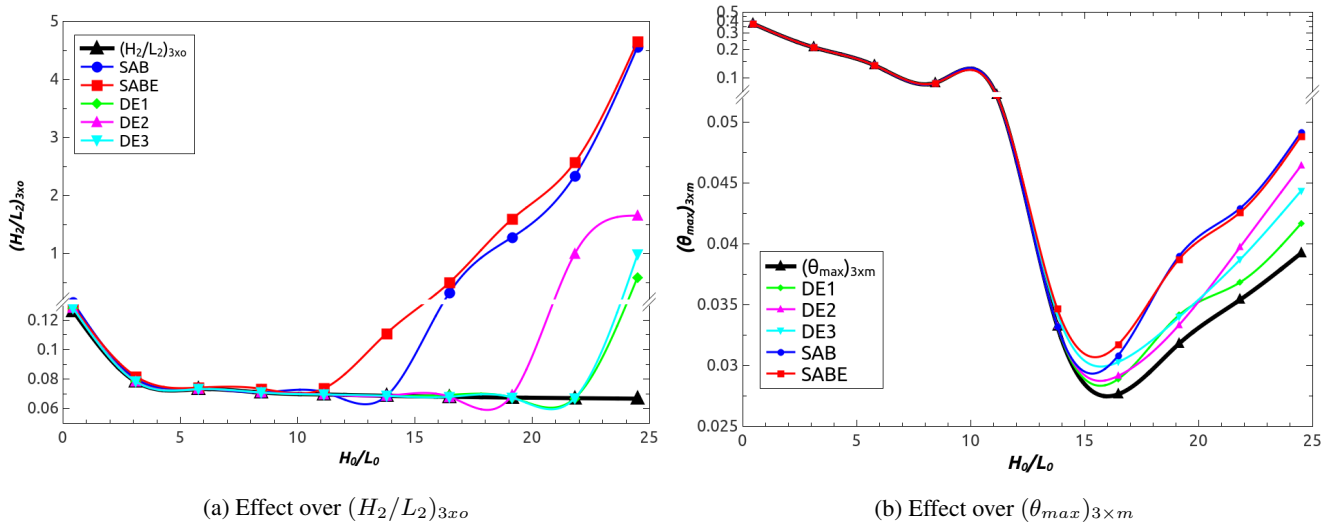 5
4
3
2
1
0.12
0.1
0.08
0.06
0
5
10
15
20
25
(H2/L2)3xo
H0/L0
(H2/L2)3xo
SAB
SABE
DE1
DE2
DE3
(a) Effect over (H2/L2)3xo
0.5
0.4
0.3
0.2
0.1
0.05
0.045
0.04
0.035
0.03
0.025
0
5
10
15
20
25
(θmax)3xm
H0/L0
(θmax)3xm
DE1
DE2
DE3
SAB
SABE
(b) Effect over (θmax)3×m